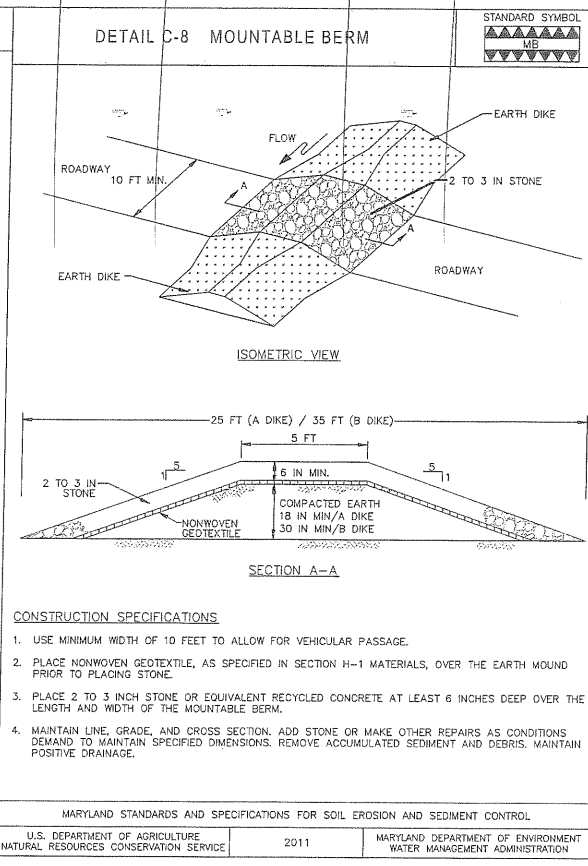 DETAIL C-8 MOUNTABLE BERM
STANDARD SYMBOL
MB
EARTH DIKE
FLOW
ROADWAY
10 FT MIN.
A
2 TO 3 IN STONE
A
EARTH DIKE
ROADWAY
ISOMETRIC VIEW
25 FT (A DIKE) / 35 FT (B DIKE)
5 FT
5
1
6 IN MIN.
5
1
2 TO 3 IN
STONE
NONWOVEN
GEOTEXTILE
COMPACTED EARTH
18 IN MIN/A DIKE
30 IN MIN/B DIKE
SECTION A-A
CONSTRUCTION SPECIFICATIONS
1. USE MINIMUM WIDTH OF 10 FEET TO ALLOW FOR VEHICULAR PASSAGE.
2. PLACE NONWOVEN GEOTEXTILE, AS SPECIFIED IN SECTION H-1 MATERIALS, OVER THE EARTH MOUND
PRIOR TO PLACING STONE.
3. PLACE 2 TO 3 INCH STONE OR EQUIVALENT RECYCLED CONCRETE AT LEAST 6 INCHES DEEP OVER THE
LENGTH AND WIDTH OF THE MOUNTABLE BERM.
4. MAINTAIN LINE, GRADE, AND CROSS SECTION. ADD STONE OR MAKE OTHER REPAIRS AS CONDITIONS
DEMAND TO MAINTAIN SPECIFIED DIMENSIONS. REMOVE ACCUMULATED SEDIMENT AND DEBRIS. MAINTAIN
POSITIVE DRAINAGE.
MARYLAND STANDARDS AND SPECIFICATIONS FOR SOIL EROSION AND SEDIMENT CONTROL
U.S. DEPARTMENT OF AGRICULTURE
NATURAL RESOURCES CONSERVATION SERVICE
2011
MARYLAND DEPARTMENT OF ENVIRONMENT
WATER MANAGEMENT ADMINISTRATION